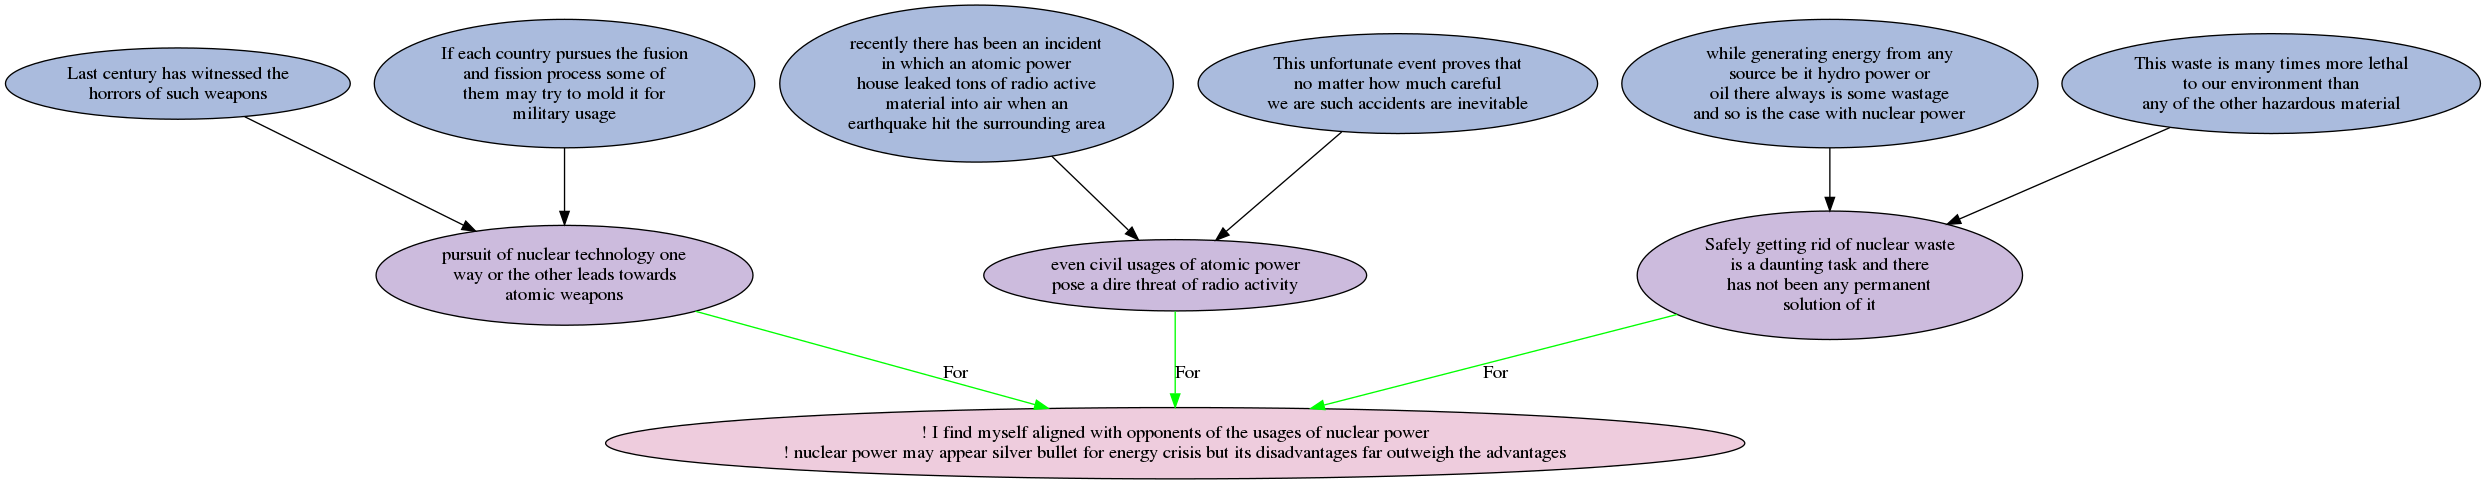 Last century has witnessed the
horrors of such weapons
If each country pursues the fusion
and fission process some of
them may try to mold it for
military usage
recently there has been an incident
in which an atomic power
house leaked tons of radio active
material into air when an
earthquake hit the surrounding area
This unfortunate event proves that
no matter how much careful
we are such accidents are inevitable
while generating energy from any
source be it hydro power or
oil there always is some wastage
and so is the case with nuclear power
This waste is many times more lethal
to our environment than
any of the other hazardous material
pursuit of nuclear technology one
way or the other leads towards
atomic weapons
even civil usages of atomic power
pose a dire threat of radio activity
Safely getting rid of nuclear waste
is a daunting task and there
has not been any permanent
solution of it
For
For
For
! I find myself aligned with opponents of the usages of nuclear power
! nuclear power may appear silver bullet for energy crisis but its disadvantages far outweigh the advantages